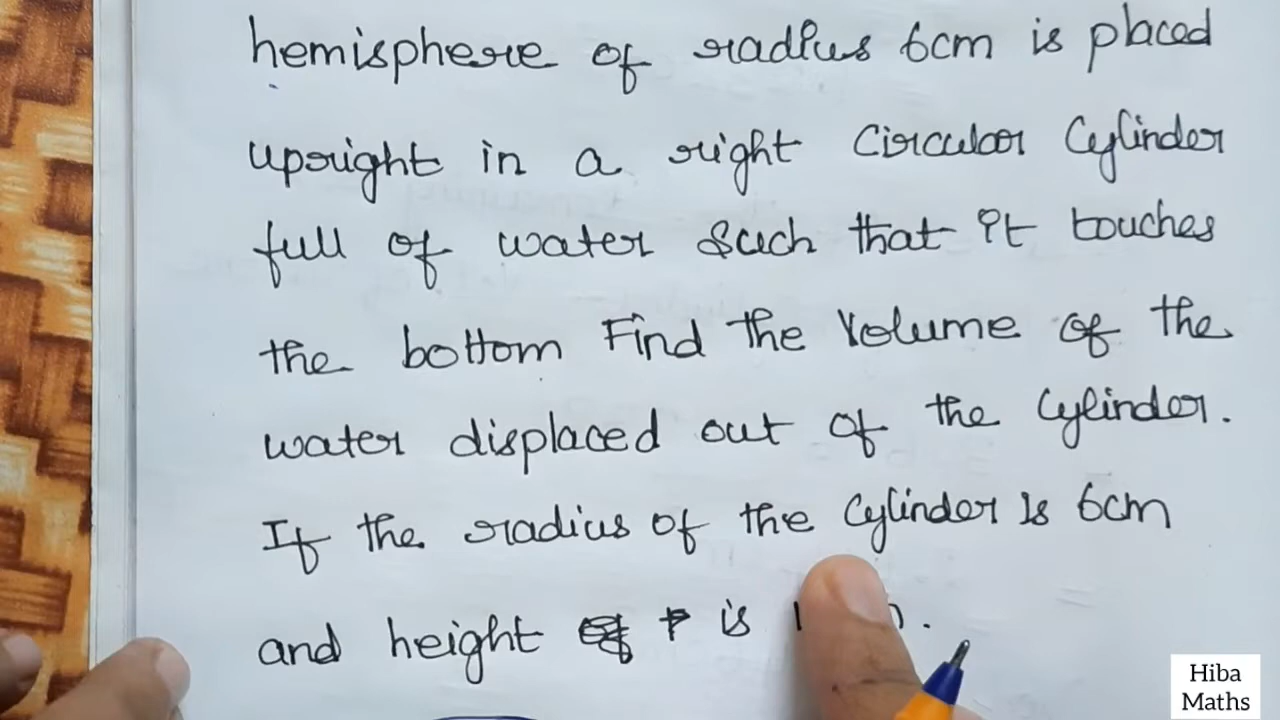 hemisphere of radius 6cm is placed
upright in a right Circular Cylinder
full of water such that it touches
the bottom Find the Volume of the
water displaced out of the Cylinder.
If the radius of the Cylinder is 6cm
and height is
Hiba
Maths